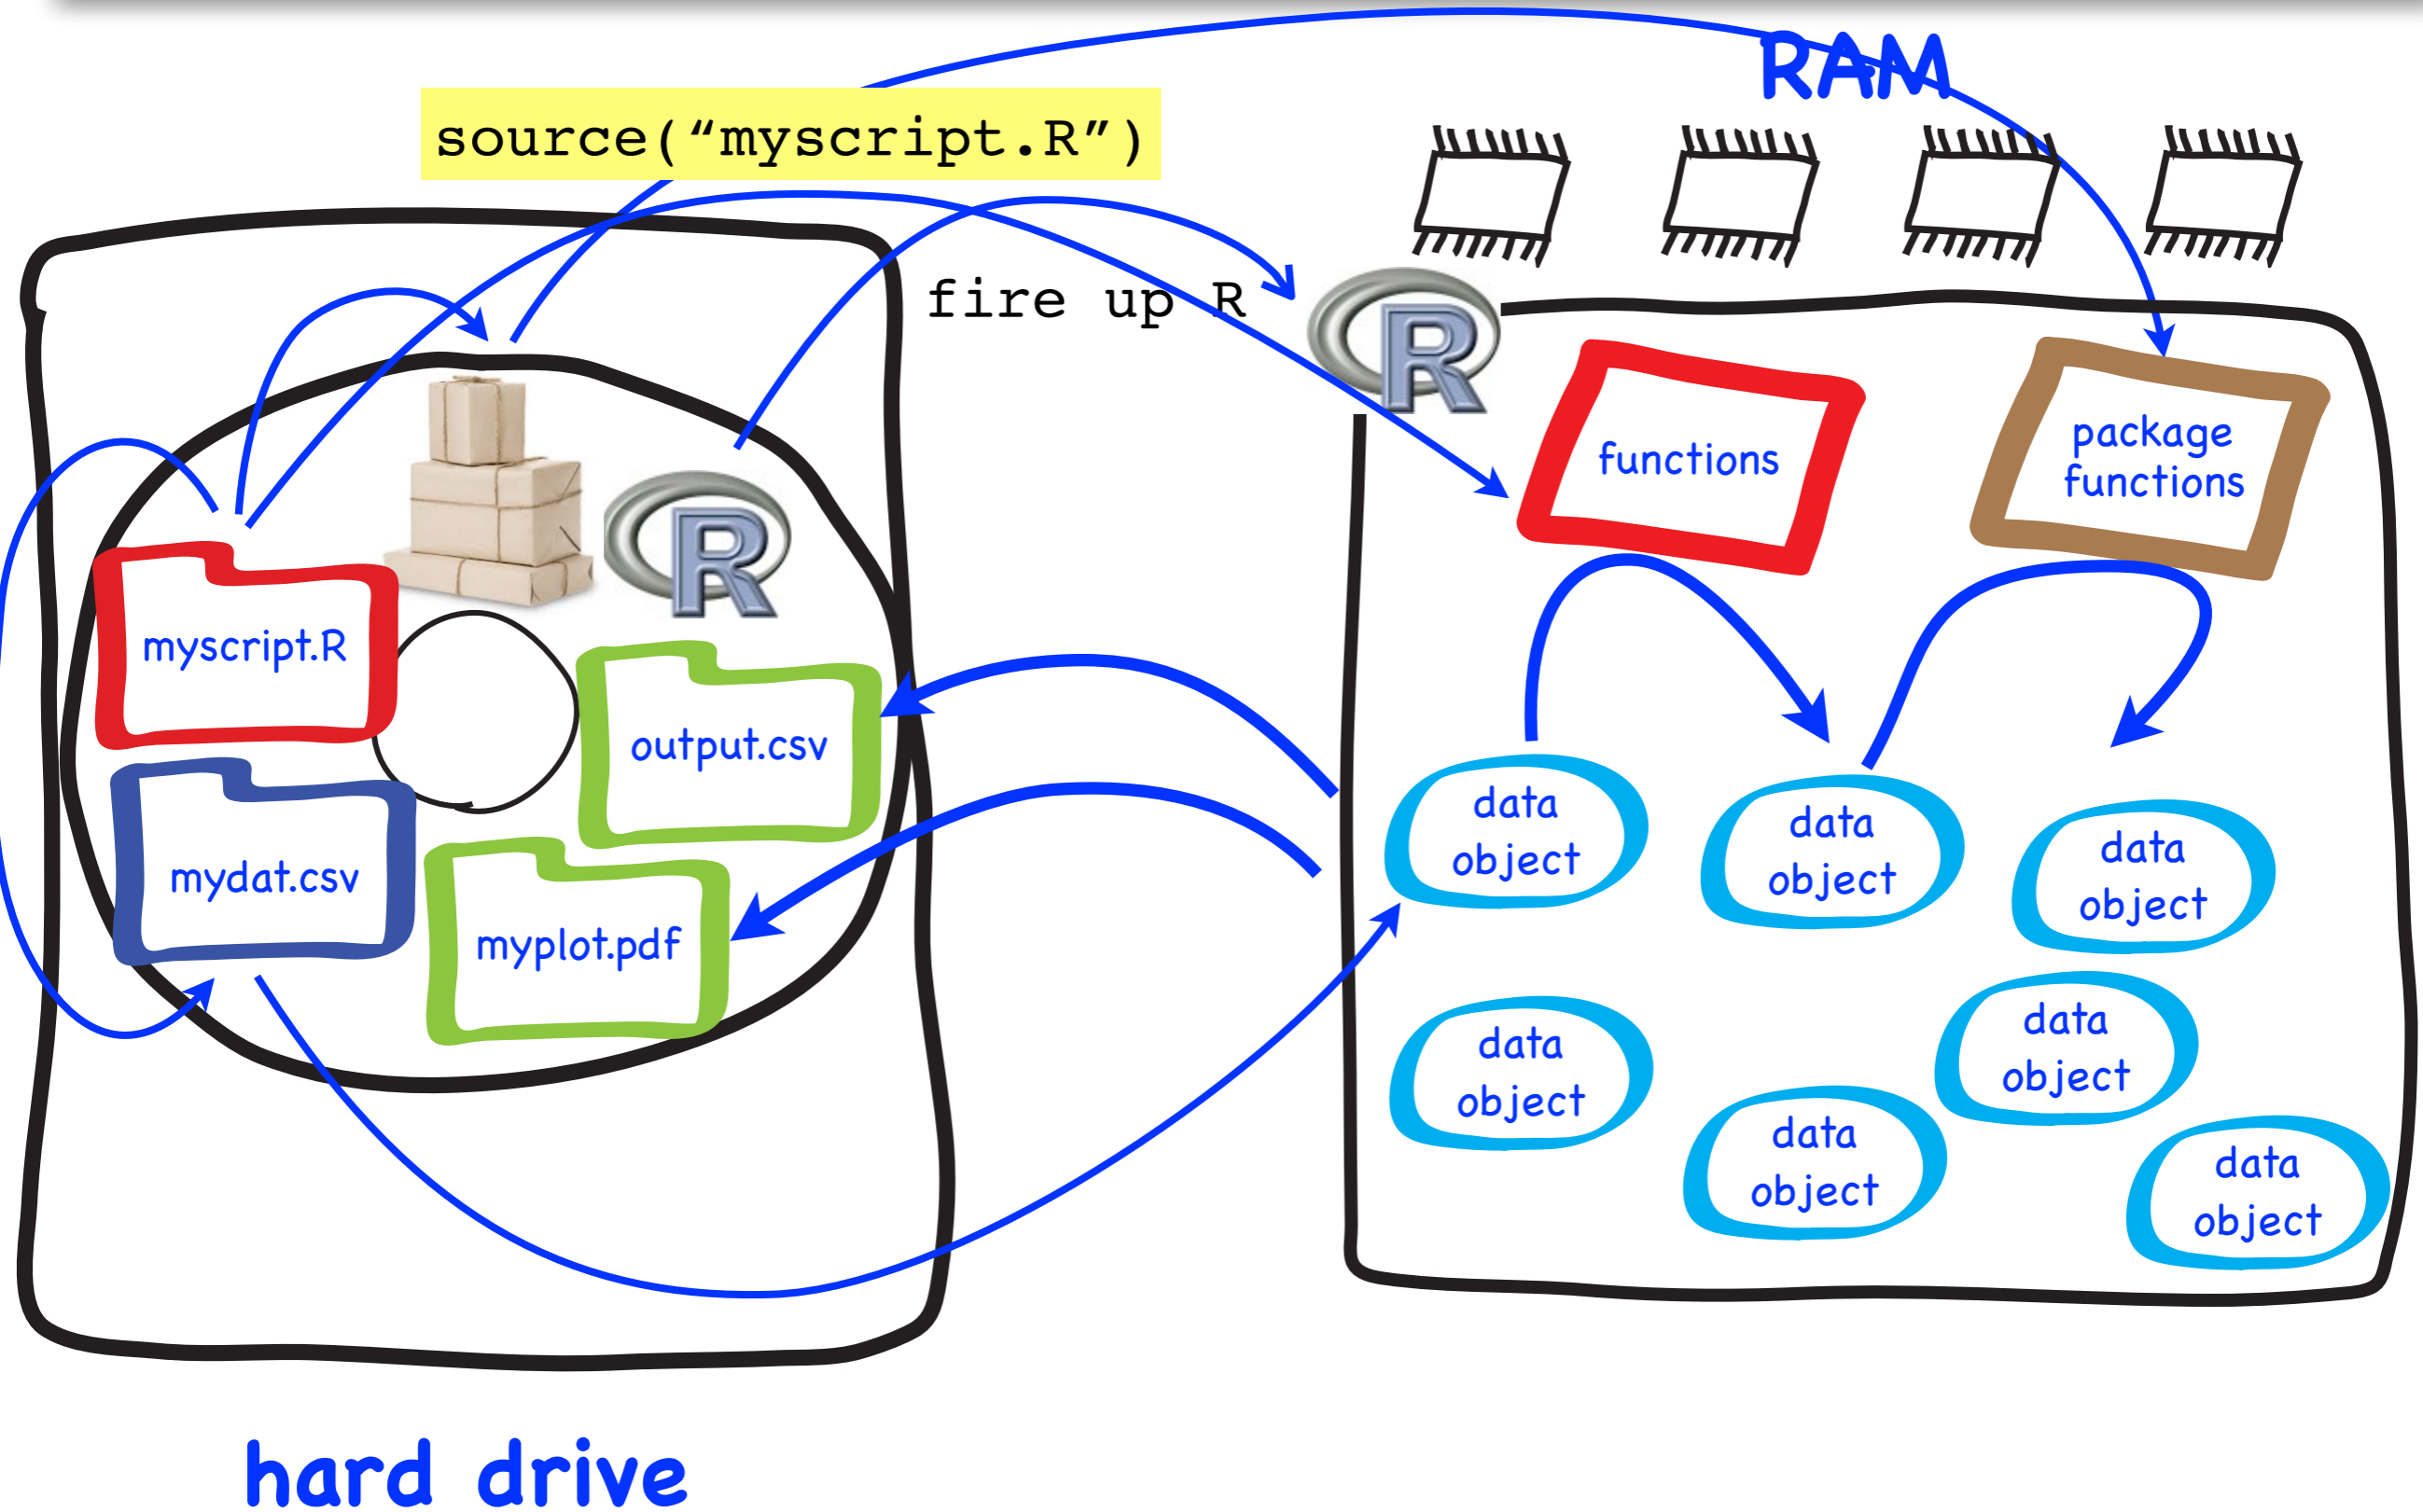 RAM
source(“myscript.R”)
fire up R
R
R
functions
package
functions
myscript.R
output.csv
mydat.csv
myplot.pdf
data
object
data
object
data
object
data
object
data
object
data
object
data
object
hard drive